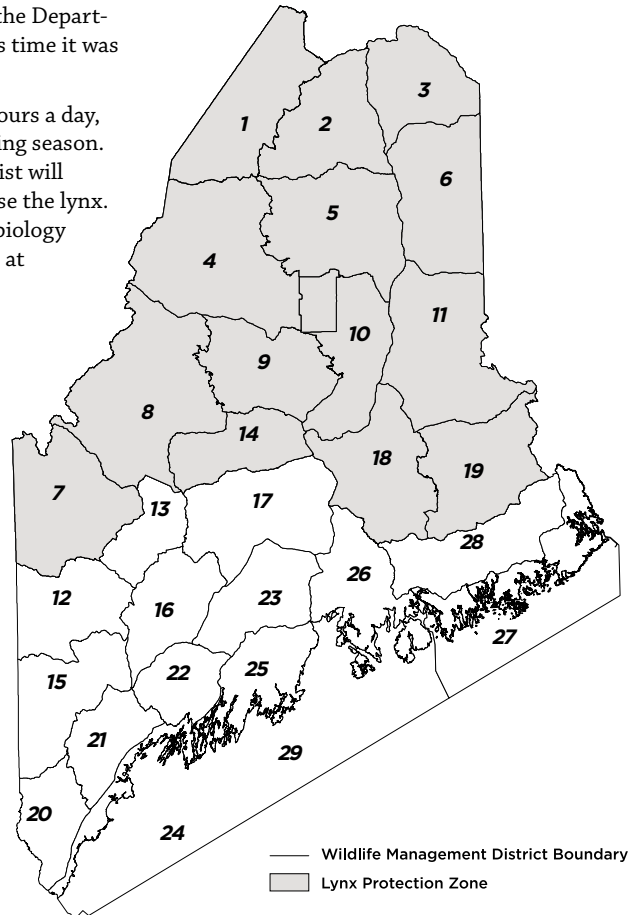 the Depart-
s time it was
ours a day,
ing season.
ist will
se the lynx.
biology
at
3
2
1
6
5
4
11
10
9
8
14
18
19
7
17
13
28
26
12
23
16
27
25
22
15
21
29
20
24
Wildlife Management District Boundary
Lynx Protection Zone